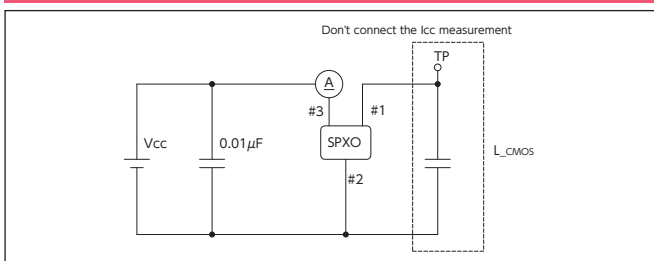 Don't connect the Icc measurement
TP
A
#3
#1
Vcc
0.01μF
SPXO
L_CMOS
#2